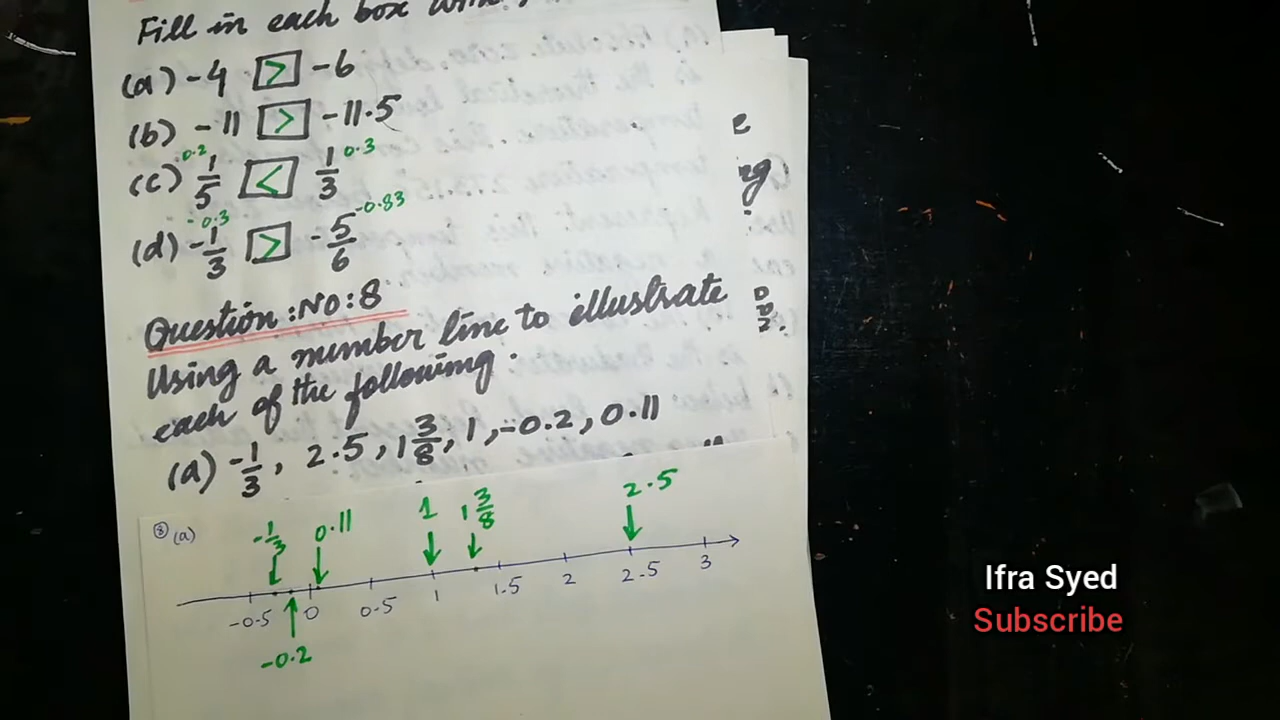 Fill in each box
(a) -4 > -6
(b) -11 > -11.5
(c) 0.2 1/5 < 1/3 0.3
(d) -0.3 -1/3 > -5/6 -0.83
Question:No:8
Using a number line to illustrate
each of the following.
(a) -1/3, 2.5, 1 3/8, 1, -0.2, 0.11
⑧ (a)
-1/3 0.11 1 1 3/8 2.5
-0.5 0 0.5 1 1.5 2 2.5 3
-0.2
Ifra Syed
Subscribe